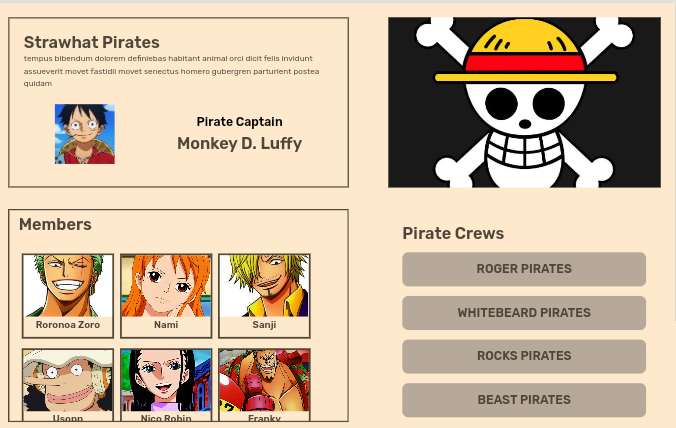 Strawhat Pirates
tempus bibendum dolorem definiebas habitant animal orci dicit felis invidunt
assueverit movet fastidii movet senectus homero gubergren parturient postea
quidam
Pirate Captain
Monkey D. Luffy
Members
Roronoa Zoro
Nami
Sanji
Usopp
Nico Robin
Franky
Pirate Crews
ROGER PIRATES
WHITEBEARD PIRATES
ROCKS PIRATES
BEAST PIRATES